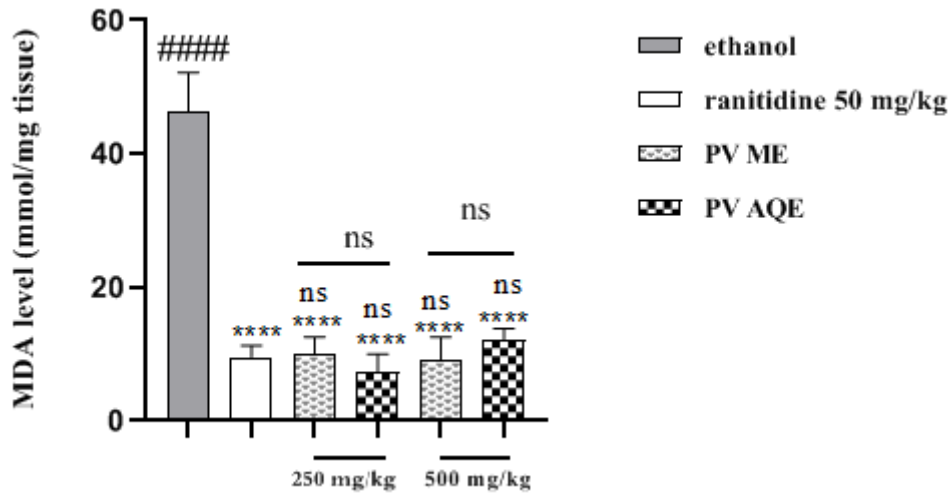 MDA level (mmol/mg tissue)
60
40
20
0
####
****
ns
****
ns
****
ns
ns
****
ns
****
ns
250 mg/kg
500 mg/kg
ethanol
ranitidine 50 mg/kg
PV ME
PV AQE